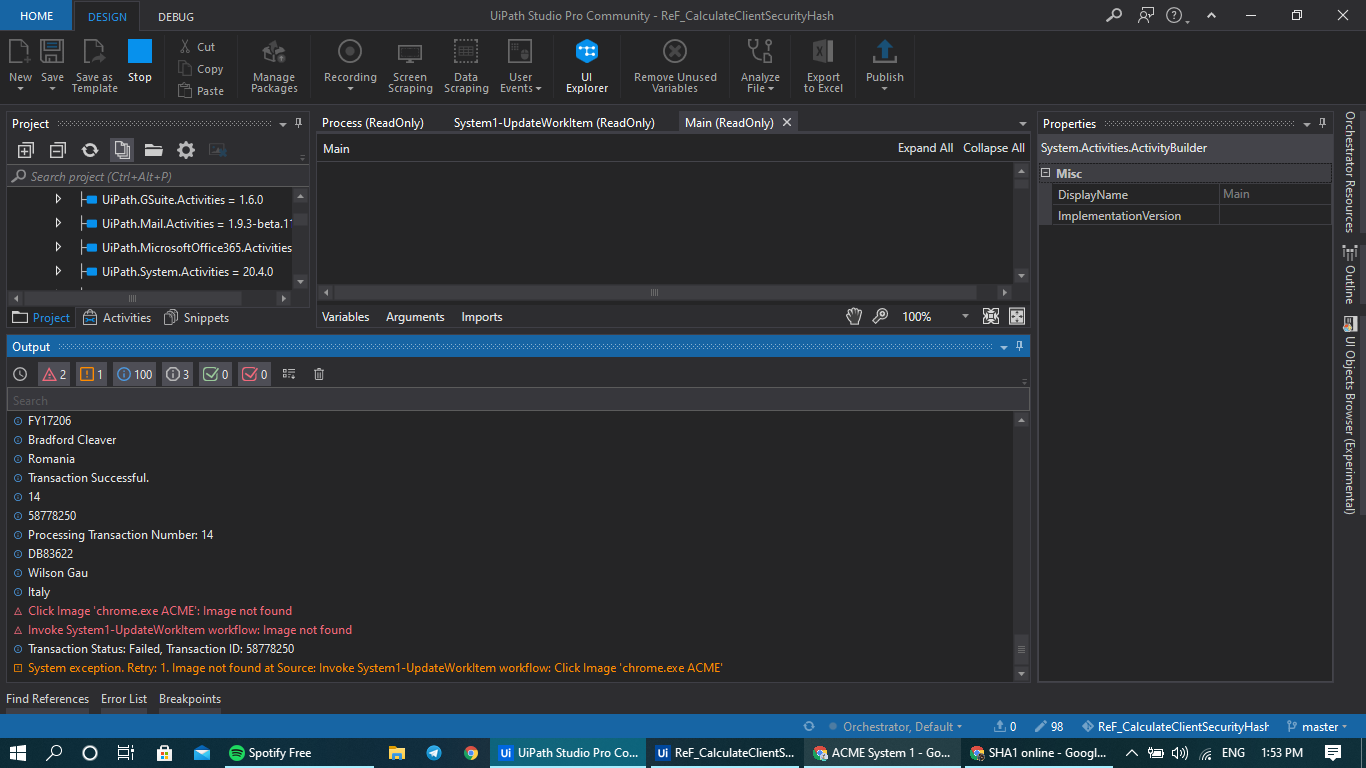 HOME
DESIGN
DEBUG
UiPath Studio Pro Community - ReF_CalculateClientSecurityHash
New
Save
Save as Template
Stop
Cut
Copy
Paste
Manage Packages
Recording
Screen Scraping
Data Scraping
User Events
UI Explorer
Remove Unused Variables
Analyze File
Export to Excel
Publish
Project
Search project (Ctrl+Alt+P)
UiPath.GSuite.Activities = 1.6.0
UiPath.Mail.Activities = 1.9.3-beta.11
UiPath.MicrosoftOffice365.Activities
UiPath.System.Activities = 20.4.0
Project
Activities
Snippets
Process (ReadOnly)
System1-UpdateWorkItem (ReadOnly)
Main (ReadOnly)
Main
Expand All
Collapse All
Variables
Arguments
Imports
100%
Properties
System.Activities.ActivityBuilder
Misc
DisplayName
Main
ImplementationVersion
Orchestrator Resources
Outline
UI Objects Browser (Experimental)
Output
2
1
100
3
0
0
Search
FY17206
Bradford Cleaver
Romania
Transaction Successful.
14
58778250
Processing Transaction Number: 14
DB83622
Wilson Gau
Italy
Click Image 'chrome.exe ACME': Image not found
Invoke System1-UpdateWorkItem workflow: Image not found
Transaction Status: Failed, Transaction ID: 58778250
System exception. Retry: 1. Image not found at Source: Invoke System1-UpdateWorkItem workflow: Click Image 'chrome.exe ACME'
Find References
Error List
Breakpoints
Orchestrator, Default
0
98
ReF_CalculateClientSecurityHash
master
Spotify Free
UiPath Studio Pro Co...
ReF_CalculateClientS...
ACME System 1 - Go...
SHA1 online - Googl...
ENG
1:53 PM